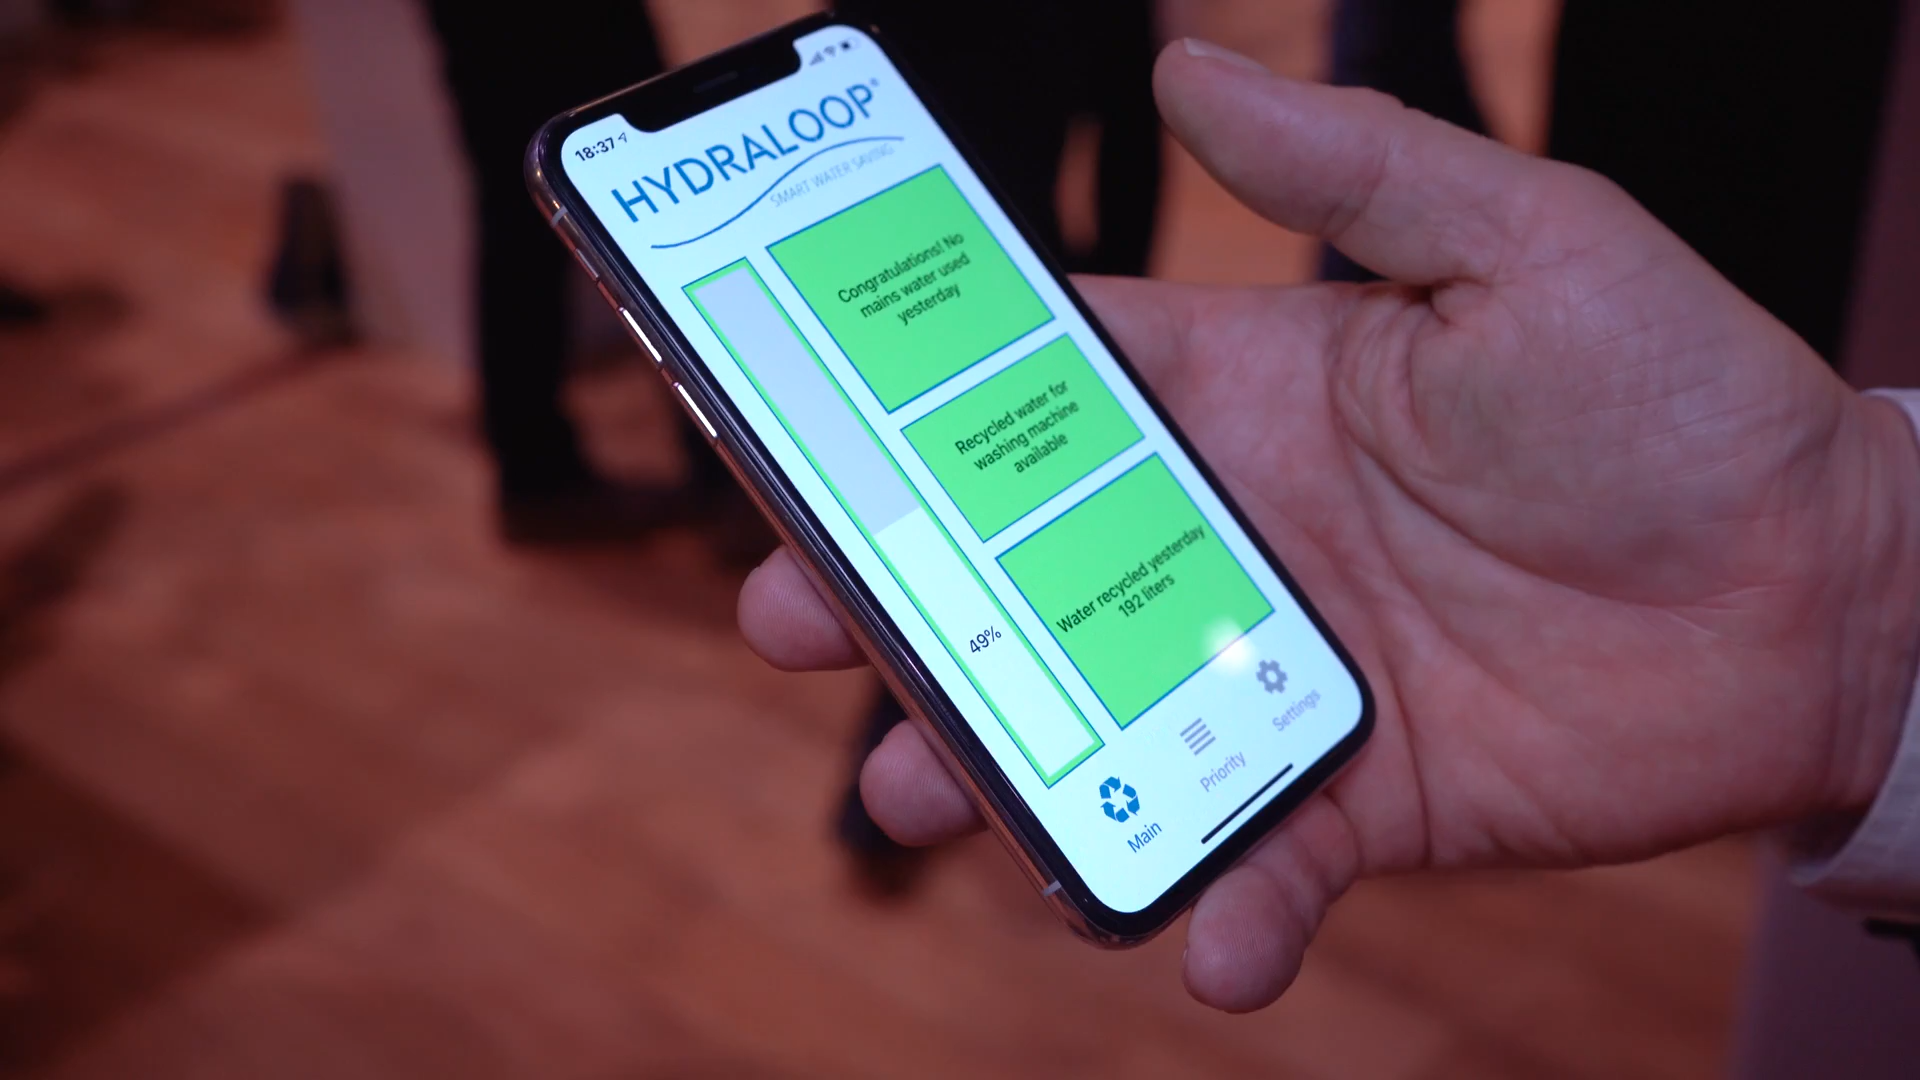 18:37
HYDRALOOP®
SMART WATER SAVING
Congratulations! No
mains water used
yesterday
Recycled water for
washing machine
available
Water recycled yesterday
192 liters
49%
Main
Priority
Settings